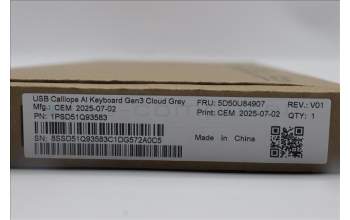 USB Calliope AI Keyboard Gen3 Cloud Grey FRU: 5D50U84907 REV.: V01
Mfg.: CEM 2025-07-02 Print: CEM 2025-07-02 QTY: 1
PN: 1PSD51Q93583
Made in China
SN: 8SSD51Q93583C1DG572A0C5